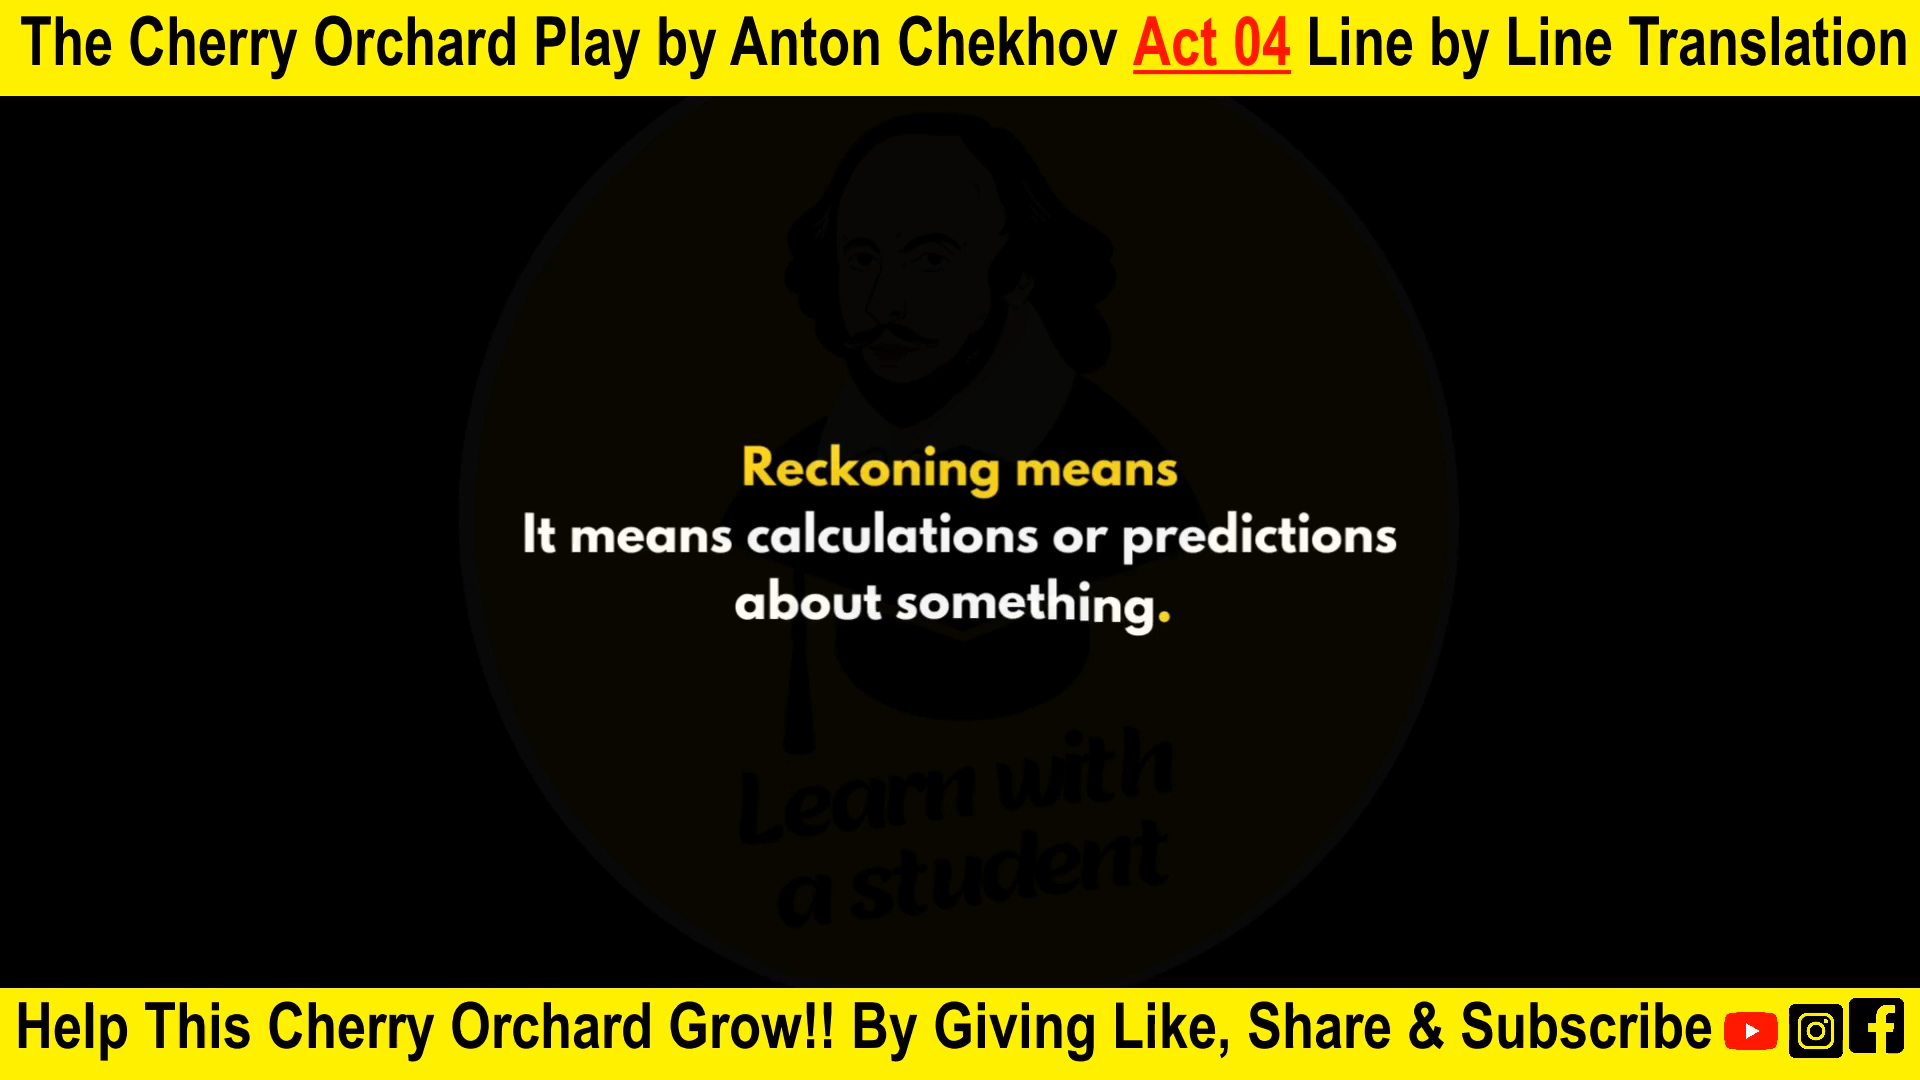 The Cherry Orchard Play by Anton Chekhov Act 04 Line by Line Translation
Reckoning means
It means calculations or predictions
about something.
Learn with
a student
Help This Cherry Orchard Grow!! By Giving Like, Share & Subscribe